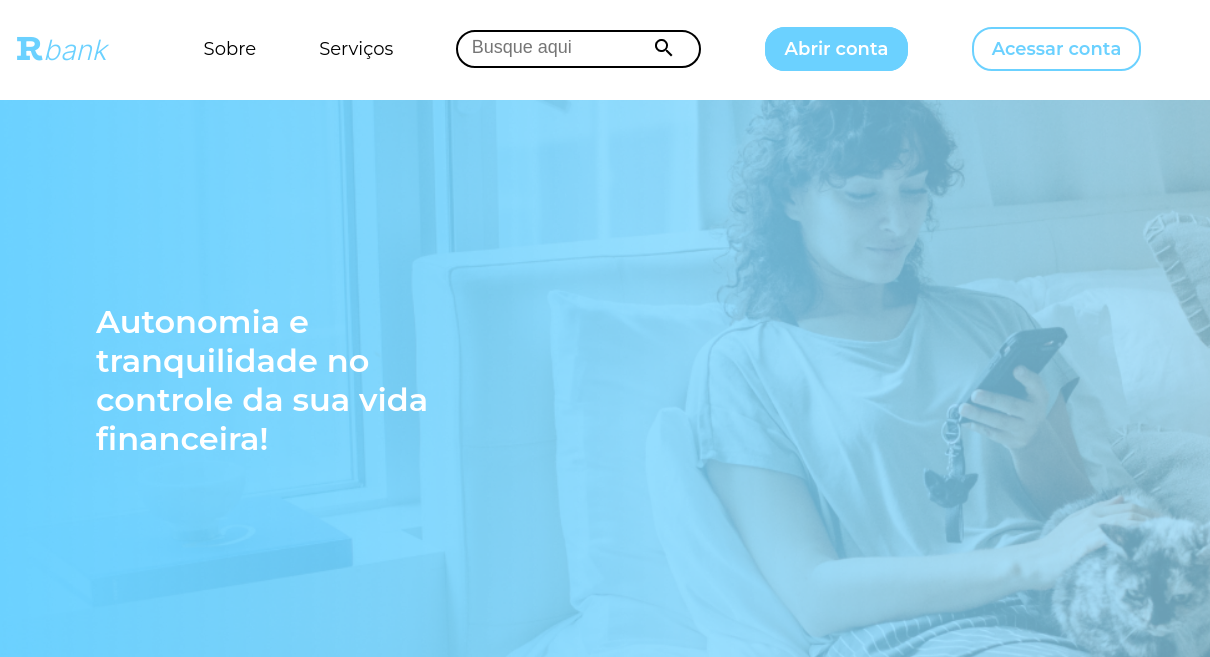 Rbank
Sobre
Serviços
Busque aqui
Abrir conta
Acessar conta
Autonomia e
tranquilidade no
controle da sua vida
financeira!